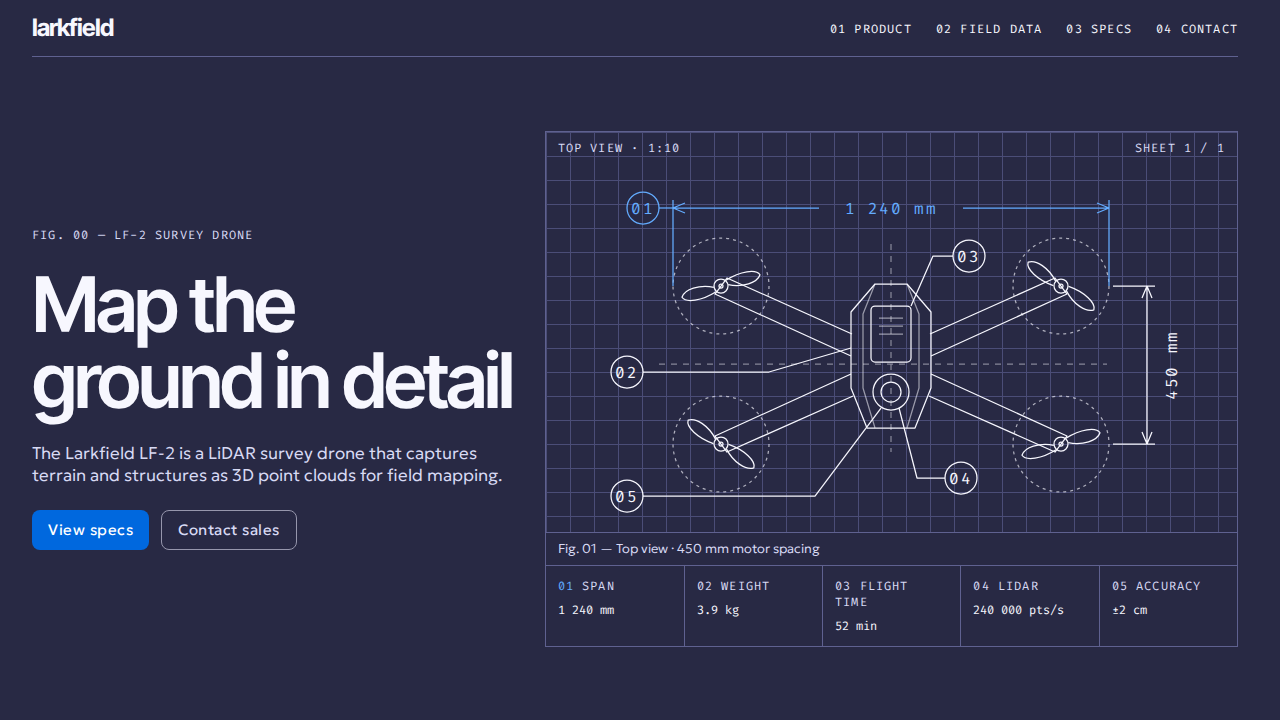 larkfield
01 PRODUCT 02 FIELD DATA 03 SPECS 04 CONTACT
FIG. 00 — LF-2 SURVEY DRONE
Map the
ground in detail
The Larkfield LF-2 is a LiDAR survey drone that captures
terrain and structures as 3D point clouds for field mapping.
View specs
Contact sales
TOP VIEW · 1:10
SHEET 1 / 1
01
1 240 mm
03
02
450 mm
04
05
Fig. 01 — Top view · 450 mm motor spacing
01 SPAN
1 240 mm
02 WEIGHT
3.9 kg
03 FLIGHT
TIME
52 min
04 LIDAR
240 000 pts/s
05 ACCURACY
±2 cm